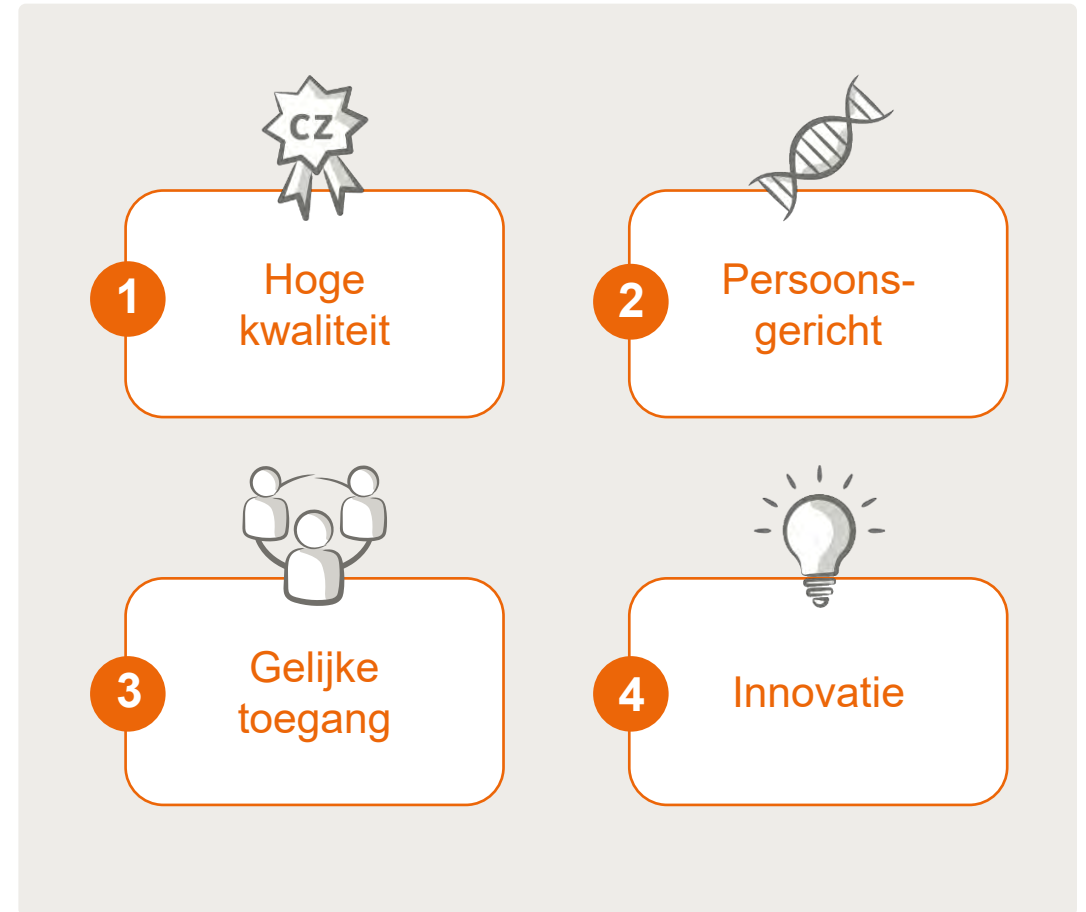 CZ
1
Hoge
kwaliteit
2
Persoons-
gericht
3
Gelijke
toegang
4
Innovatie